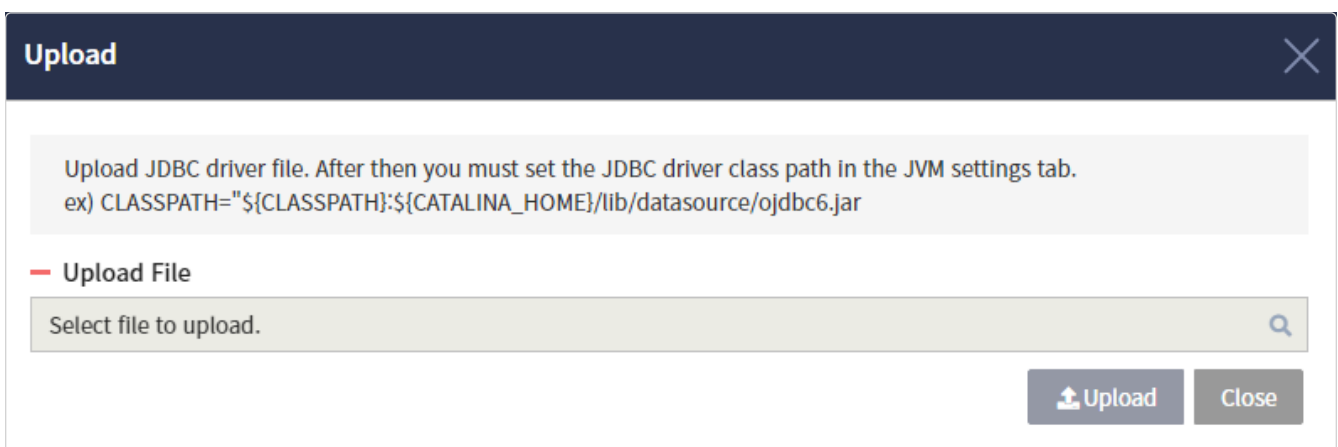 Upload
Upload JDBC driver file. After then you must set the JDBC driver class path in the JVM settings tab.
ex) CLASSPATH="${CLASSPATH}:${CATALINA_HOME}/lib/datasource/ojdbc6.jar
Upload File
Select file to upload.
Upload Close